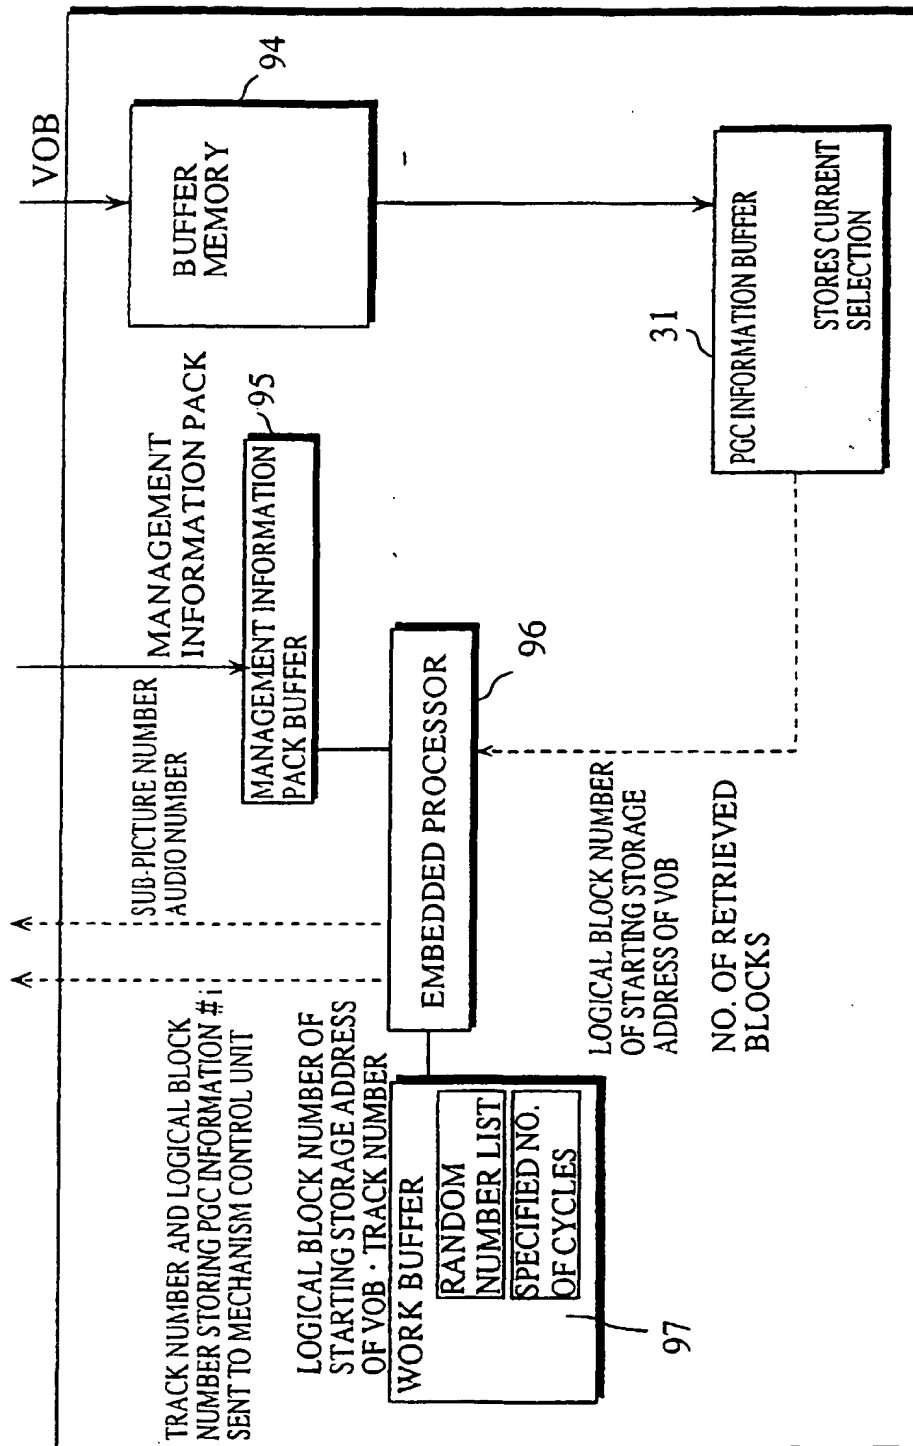 TRACK NUMBER AND LOGICAL BLOCK
NUMBER STORING PGC INFORMATION #i
SENT TO MECHANISM CONTROL UNIT
SUB-PICTURE NUMBER
AUDIO NUMBER
MANAGEMENT
INFORMATION PACK
VOB
LOGICAL BLOCK NUMBER OF
STARTING STORAGE ADDRESS
OF VOB · TRACK NUMBER
MANAGEMENT INFORMATION
PACK BUFFER
95
BUFFER
MEMORY
94
WORK BUFFER
RANDOM
NUMBER LIST
SPECIFIED NO.
OF CYCLES
97
EMBEDDED PROCESSOR
96
LOGICAL BLOCK NUMBER
OF STARTING STORAGE
ADDRESS OF VOB
NO. OF RETRIEVED
BLOCKS
31
PGC INFORMATION BUFFER
STORES CURRENT
SELECTION